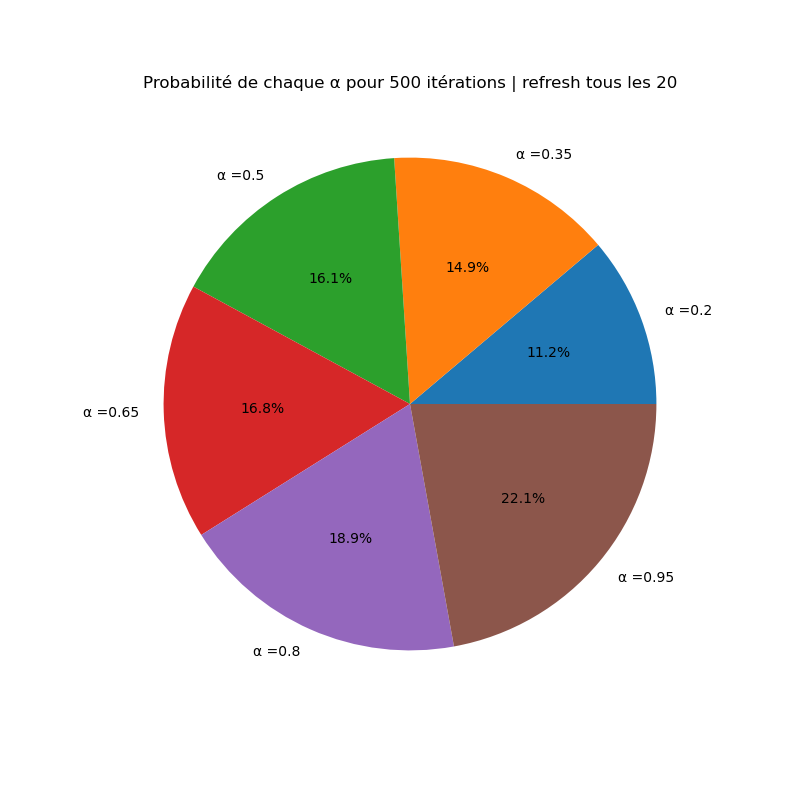 Probabilité de chaque α pour 500 itérations | refresh tous les 20
α =0.35
α =0.5
14.9%
16.1%
α =0.2
11.2%
16.8%
α =0.65
22.1%
18.9%
α =0.95
α =0.8